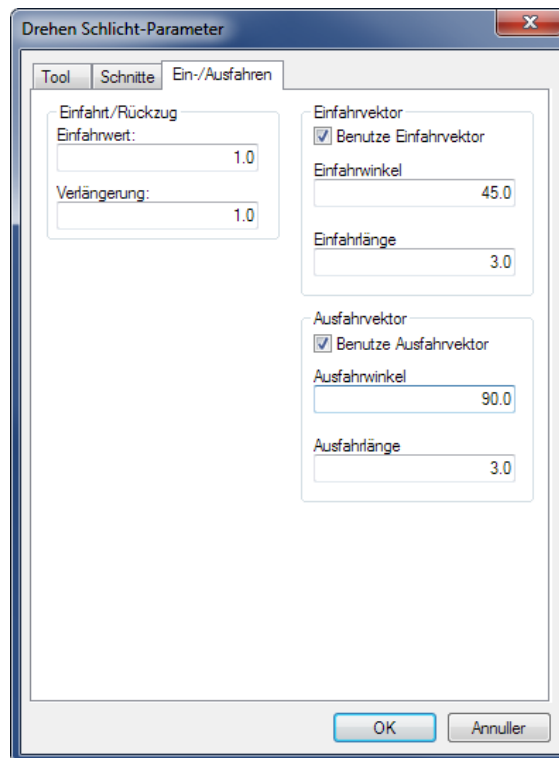 Drehen Schlicht-Parameter
Tool Schnitte Ein-/Ausfahren
Einfahrt/Rückzug
Einfahrwert:
1.0
Verlängerung:
1.0
Einfahrvektor
Benutze Einfahrvektor
Einfahrwinkel
45.0
Einfahrlänge
3.0
Ausfahrvektor
Benutze Ausfahrvektor
Ausfahrwinkel
90.0
Ausfahrlänge
3.0
OK Annuller